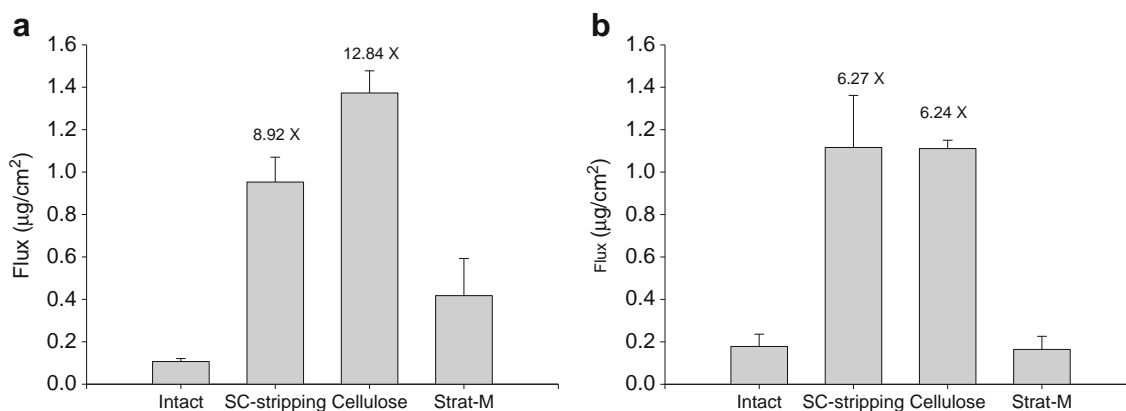 a
1.6
1.4
1.2
1.0
0.8
0.6
0.4
0.2
0.0
Flux (μg/cm2)
8.92 X
12.84 X
Intact SC-stripping Cellulose Strat-M
b
1.6
1.4
1.2
1.0
0.8
0.6
0.4
0.2
0.0
Flux (μg/cm2)
6.27 X
6.24 X
Intact SC-stripping Cellulose Strat-M